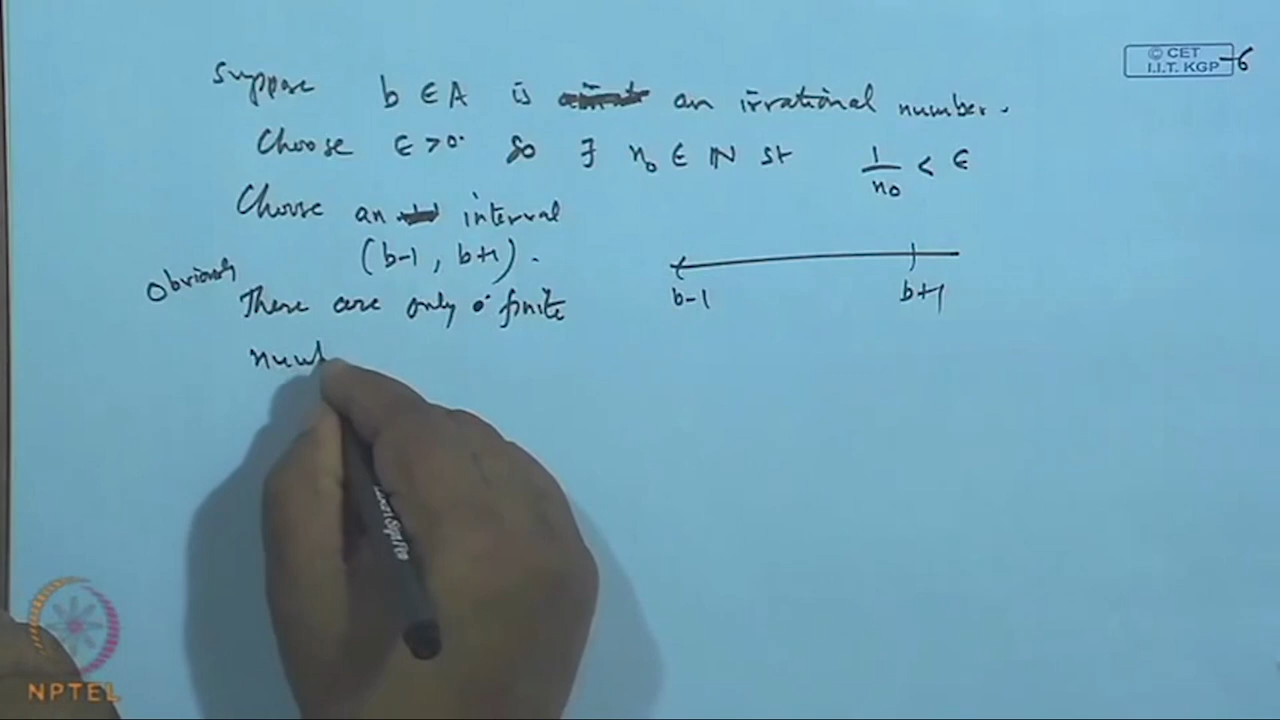 © CET
I.I.T. KGP
-6
Suppose b ∈ A is an irrational number.
Choose ε > 0. So ∃ n₀ ∈ ℕ st 1/n₀ < ε
Choose an interval
(b-1, b+1).
b-1 b+1
Obviously There are only finite
num
NPTEL